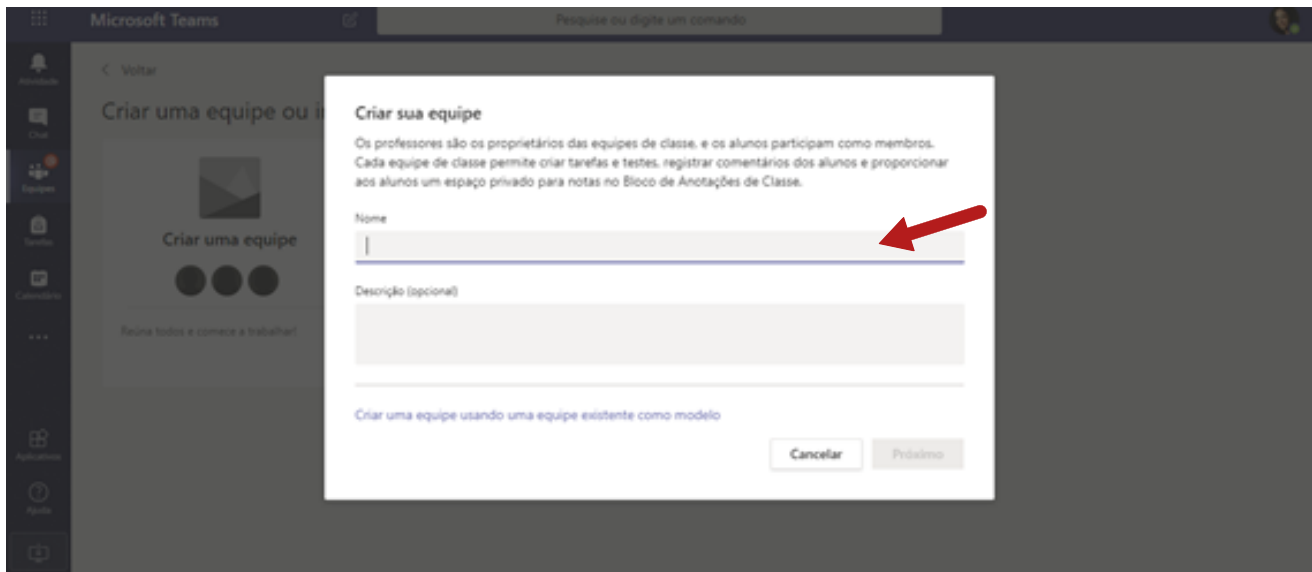 Microsoft Teams
Pesquise ou digite um comando
Atividade
Chat
Equipes
Tarefas
Calendário
Aplicativos
Ajuda
Voltar
Criar uma equipe ou i
Criar uma equipe
Reúna todos e comece a trabalhar!
Criar sua equipe
Os professores são os proprietários das equipes de classe, e os alunos participam como membros.
Cada equipe de classe permite criar tarefas e testes, registrar comentários dos alunos e proporcionar
aos alunos um espaço privado para notas no Bloco de Anotações de Classe.
Nome
Descrição (opcional)
Criar uma equipe usando uma equipe existente como modelo
Cancelar
Próximo